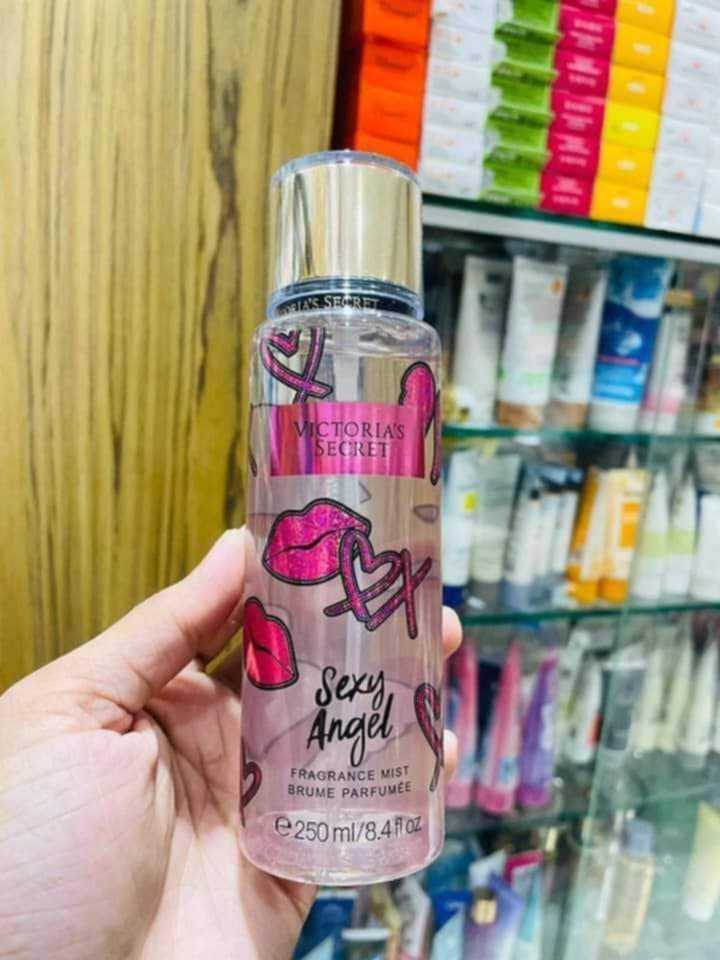 VICTORIA'S SECRET
VICTORIA'S
SECRET
Sexy
Angel
FRAGRANCE MIST
BRUME PARFUMÉE
℮250 ml/8.4 fl oz